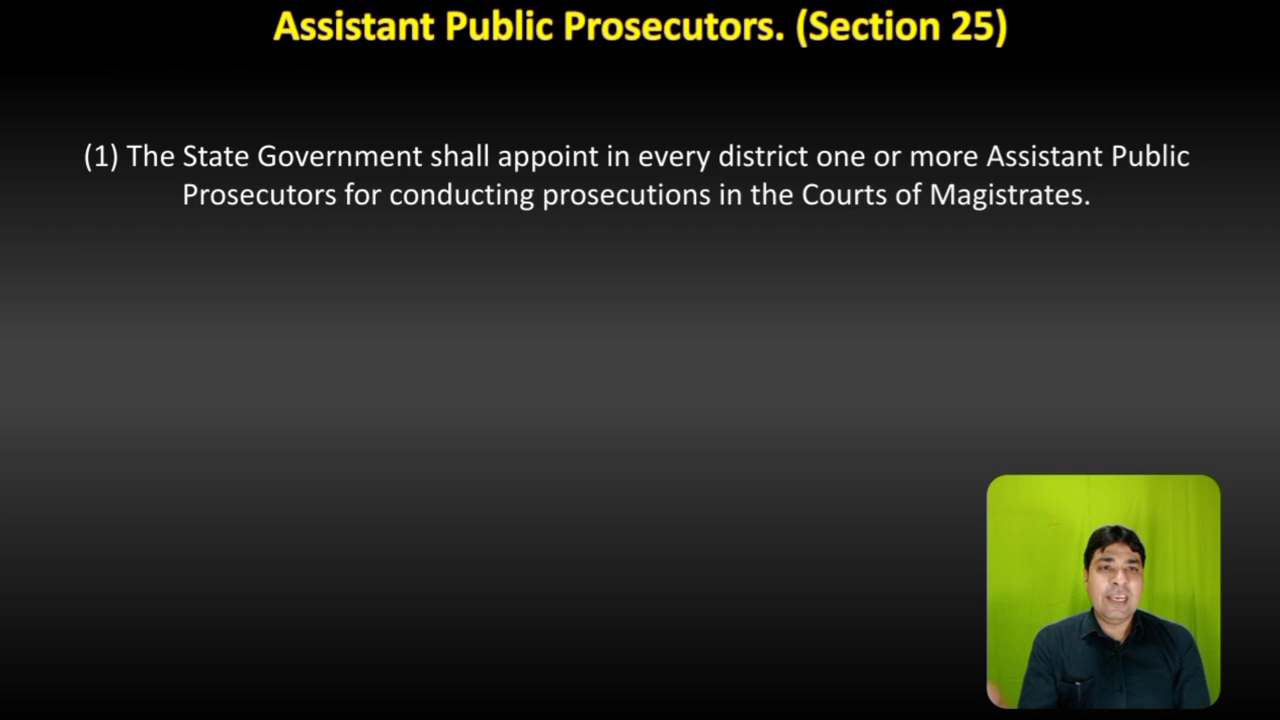 Assistant Public Prosecutors. (Section 25)
(1) The State Government shall appoint in every district one or more Assistant Public
Prosecutors for conducting prosecutions in the Courts of Magistrates.